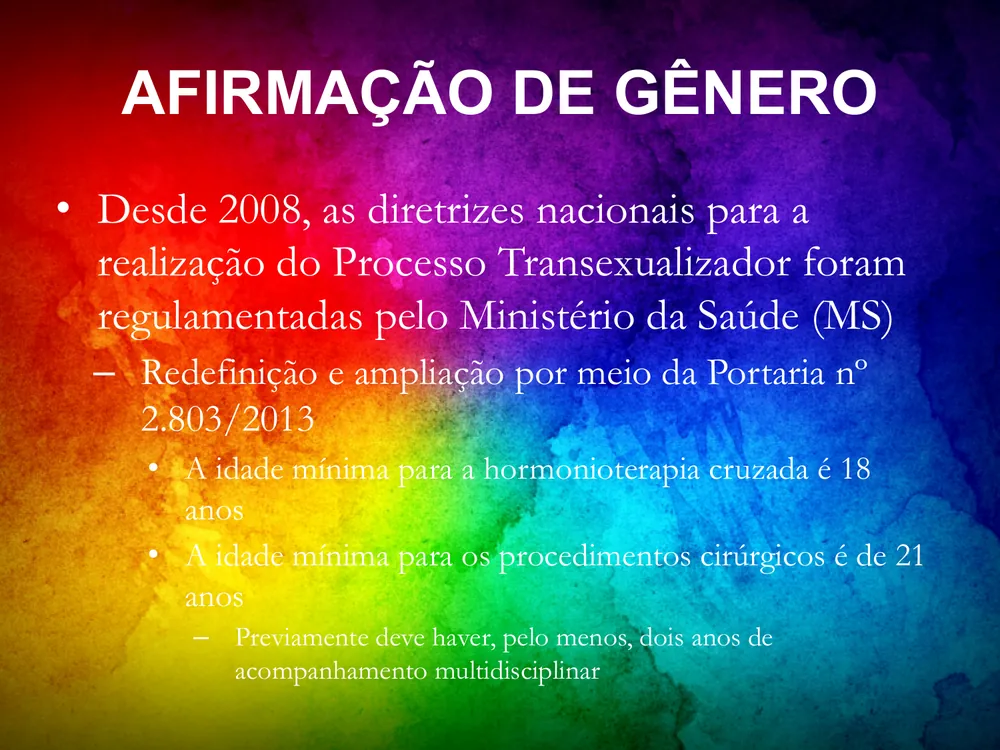 AFIRMAÇÃO DE GÊNERO
• Desde 2008, as diretrizes nacionais para a
realização do Processo Transexualizador foram
regulamentadas pelo Ministério da Saúde (MS)
– Redefinição e ampliação por meio da Portaria nº
2.803/2013
• A idade mínima para a hormonioterapia cruzada é 18
anos
• A idade mínima para os procedimentos cirúrgicos é de 21
anos
– Previamente deve haver, pelo menos, dois anos de
acompanhamento multidisciplinar